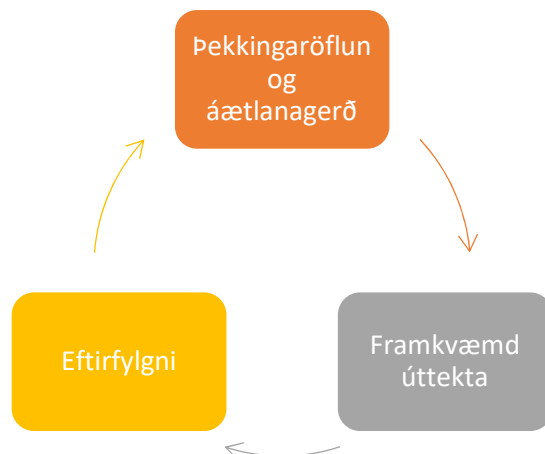 Þekkingaröflun
og
áætlanagerð
Framkvæmd
úttekta
Eftirfylgni